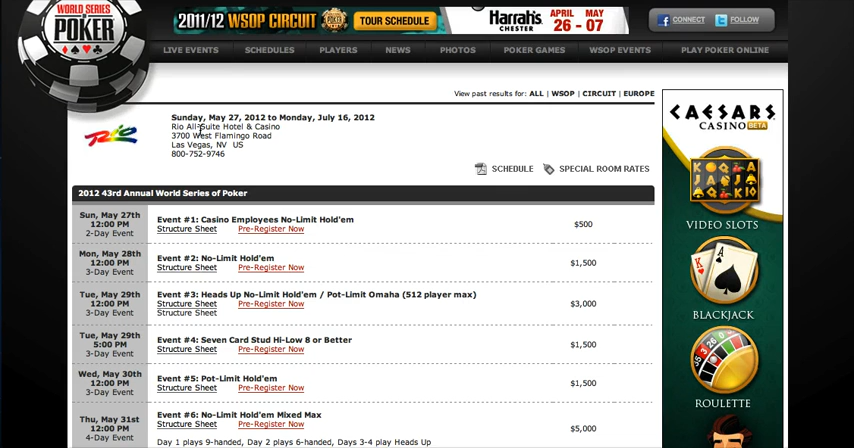 WORLD SERIES
OF
POKER
2011/12 WSOP CIRCUIT
TOUR SCHEDULE
Harrah's
CHESTER
APRIL MAY
26 - 07
CONNECT
FOLLOW
LIVE EVENTS
SCHEDULES
PLAYERS
NEWS
PHOTOS
POKER GAMES
WSOP EVENTS
PLAY POKER ONLINE
View past results for: ALL | WSOP | CIRCUIT | EUROPE
Rio
Sunday, May 27, 2012 to Monday, July 16, 2012
Rio All-Suite Hotel & Casino
3700 West Flamingo Road
Las Vegas, NV US
800-752-9746
SCHEDULE
SPECIAL ROOM RATES
2012 43rd Annual World Series of Poker
Sun, May 27th
12:00 PM
2-Day Event
Event #1: Casino Employees No-Limit Hold'em
Structure Sheet Pre-Register Now
$500
Mon, May 28th
12:00 PM
3-Day Event
Event #2: No-Limit Hold'em
Structure Sheet Pre-Register Now
$1,500
Tue, May 29th
12:00 PM
3-Day Event
Event #3: Heads Up No-Limit Hold'em / Pot-Limit Omaha (512 player max)
Structure Sheet Pre-Register Now
Structure Sheet
$3,000
Tue, May 29th
5:00 PM
3-Day Event
Event #4: Seven Card Stud Hi-Low 8 or Better
Structure Sheet Pre-Register Now
$1,500
Wed, May 30th
12:00 PM
3-Day Event
Event #5: Pot-Limit Hold'em
Structure Sheet Pre-Register Now
$1,500
Thu, May 31st
12:00 PM
4-Day Event
Event #6: No-Limit Hold'em Mixed Max
Structure Sheet Pre-Register Now
Day 1 plays 9-handed, Day 2 plays 6-handed, Days 3-4 play Heads Up
$5,000
CAESARS
CASINO BETA
VIDEO SLOTS
BLACKJACK
ROULETTE